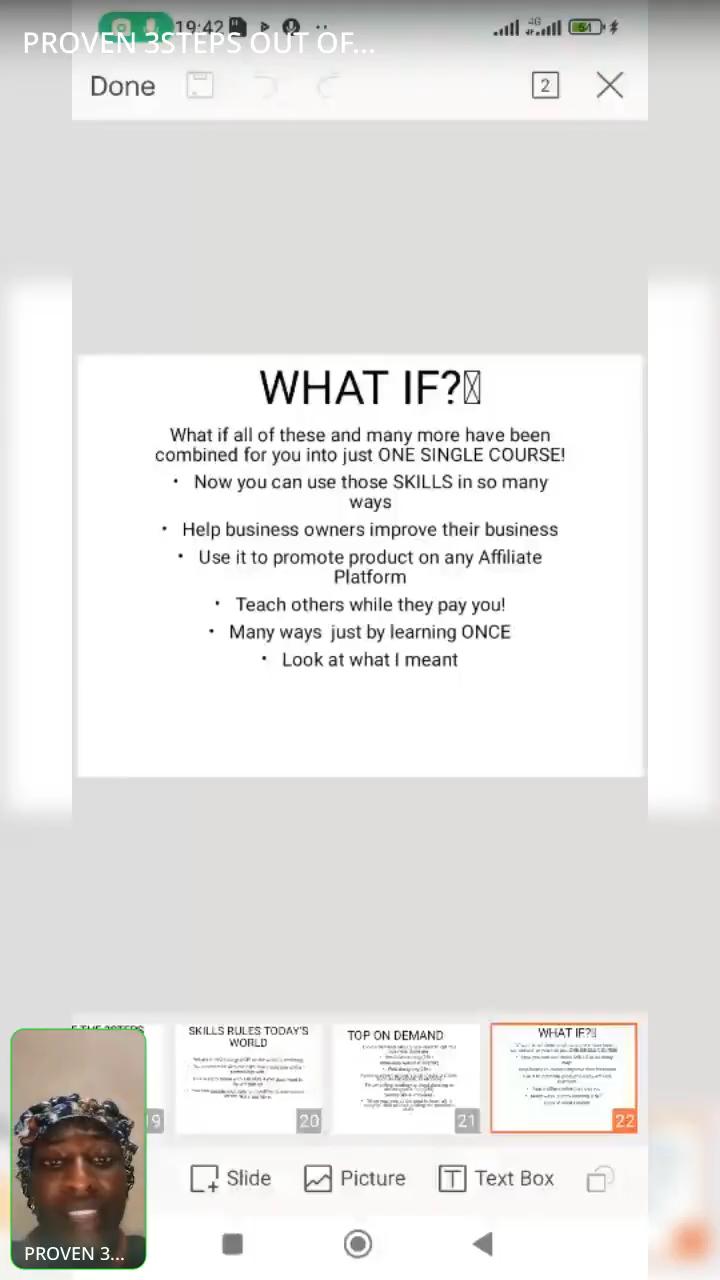 19:42
4G
64
PROVEN 3STEPS OUT OF...
Done
2
WHAT IF?
What if all of these and many more have been
combined for you into just ONE SINGLE COURSE!
• Now you can use those SKILLS in so many
ways
• Help business owners improve their business
• Use it to promote product on any Affiliate
Platform
• Teach others while they pay you!
• Many ways just by learning ONCE
• Look at what I meant
SKILLS RULES TODAY'S
WORLD
20
TOP ON DEMAND
21
WHAT IF?
22
Slide
Picture
Text Box
PROVEN 3...